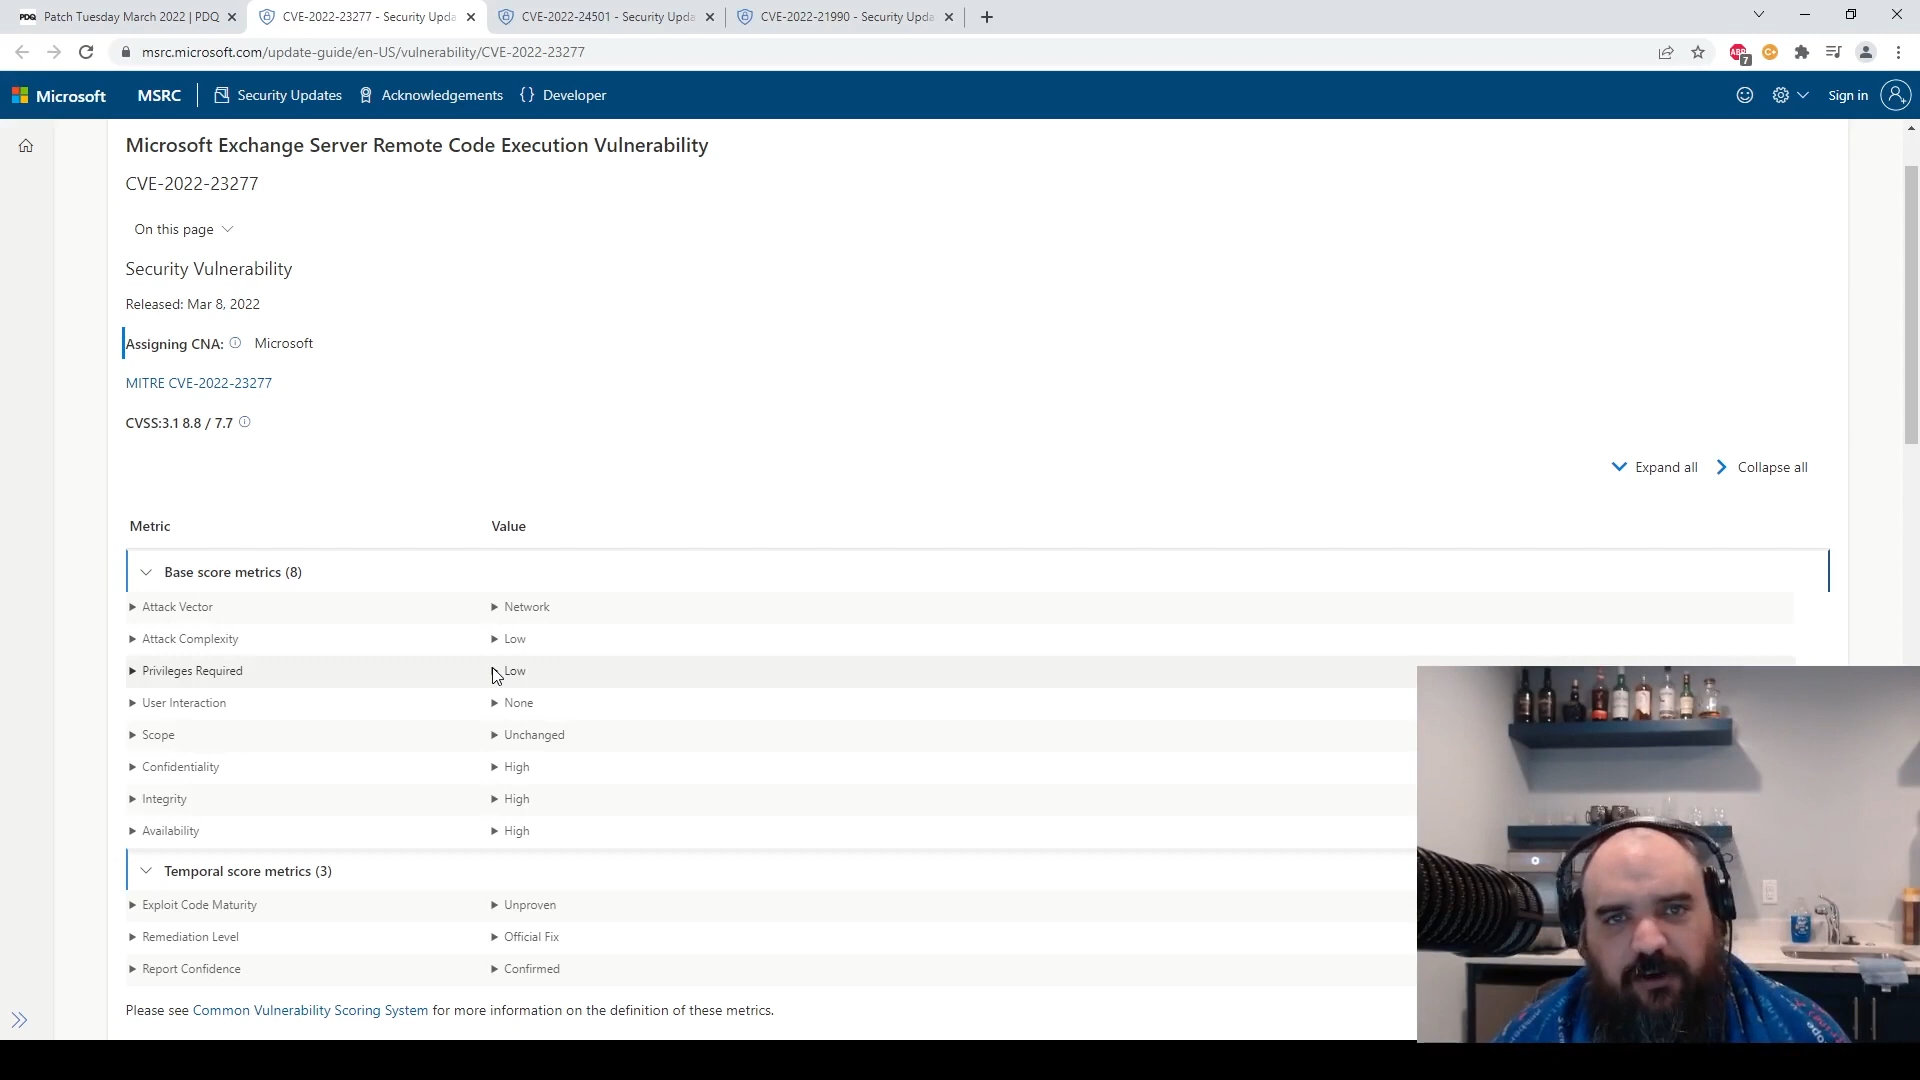 PDQ Patch Tuesday March 2022 | PDQ
CVE-2022-23277 - Security Upda
CVE-2022-24501 - Security Upda
CVE-2022-21990 - Security Upda
msrc.microsoft.com/update-guide/en-US/vulnerability/CVE-2022-23277
ABP 7
C+
Microsoft MSRC Security Updates Acknowledgements Developer Sign in
Microsoft Exchange Server Remote Code Execution Vulnerability
CVE-2022-23277
On this page
Security Vulnerability
Released: Mar 8, 2022
Assigning CNA: Microsoft
MITRE CVE-2022-23277
CVSS:3.1 8.8 / 7.7
Expand all Collapse all
Metric Value
Base score metrics (8)
Attack Vector Network
Attack Complexity Low
Privileges Required Low
User Interaction None
Scope Unchanged
Confidentiality High
Integrity High
Availability High
Temporal score metrics (3)
Exploit Code Maturity Unproven
Remediation Level Official Fix
Report Confidence Confirmed
Please see Common Vulnerability Scoring System for more information on the definition of these metrics.